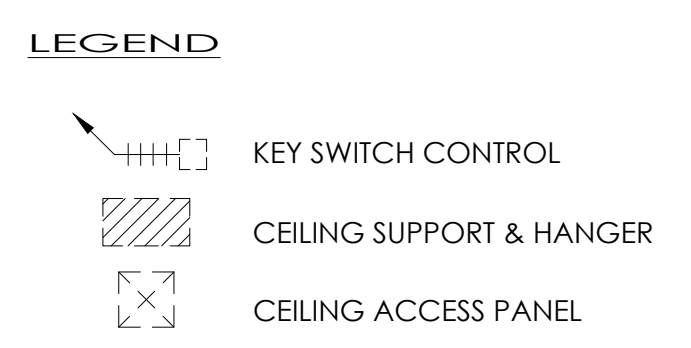 LEGEND
KEY SWITCH CONTROL
CEILING SUPPORT & HANGER
CEILING ACCESS PANEL